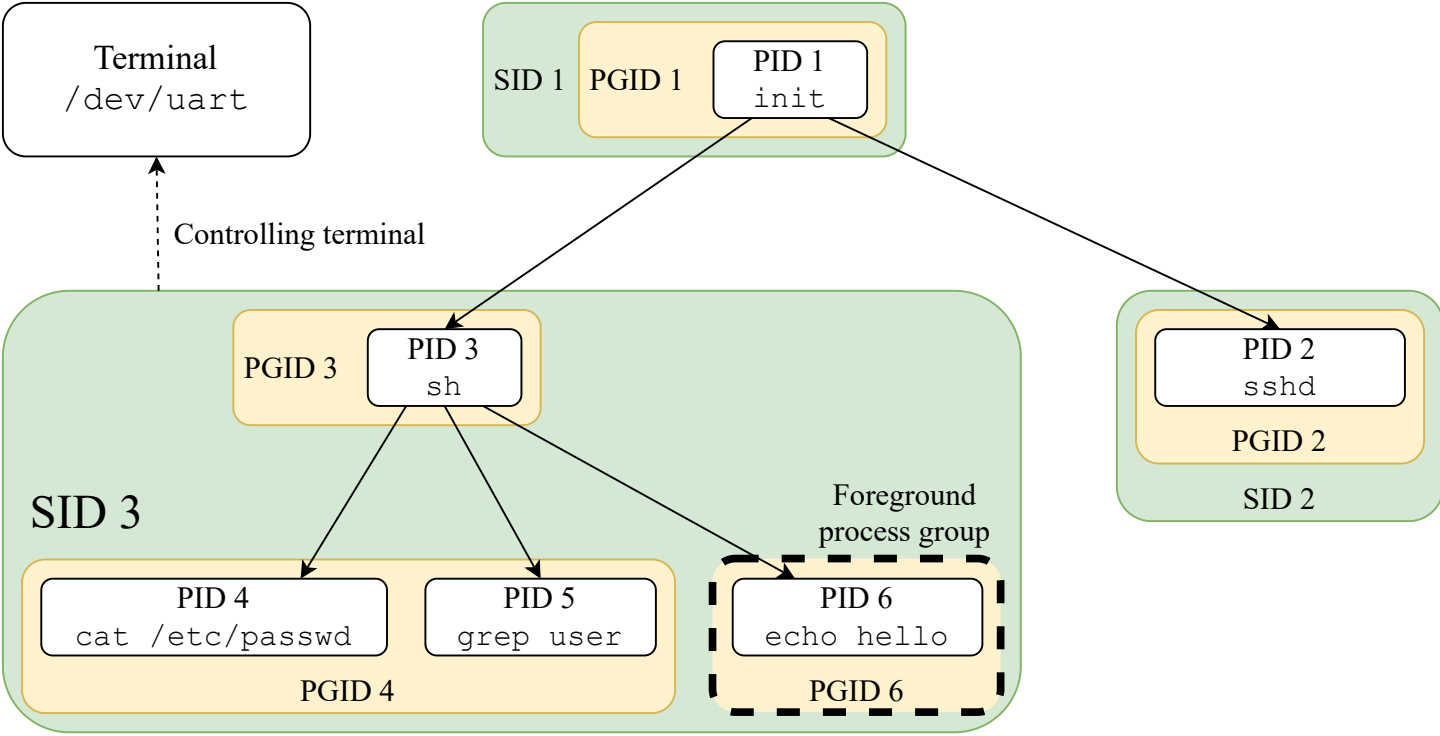 Terminal
/dev/uart
SID 1
PGID 1
PID 1
init
Controlling terminal
PGID 3
PID 3
sh
PID 2
sshd
PGID 2
SID 2
SID 3
Foreground
process group
PID 4
cat /etc/passwd
PID 5
grep user
PGID 4
PID 6
echo hello
PGID 6